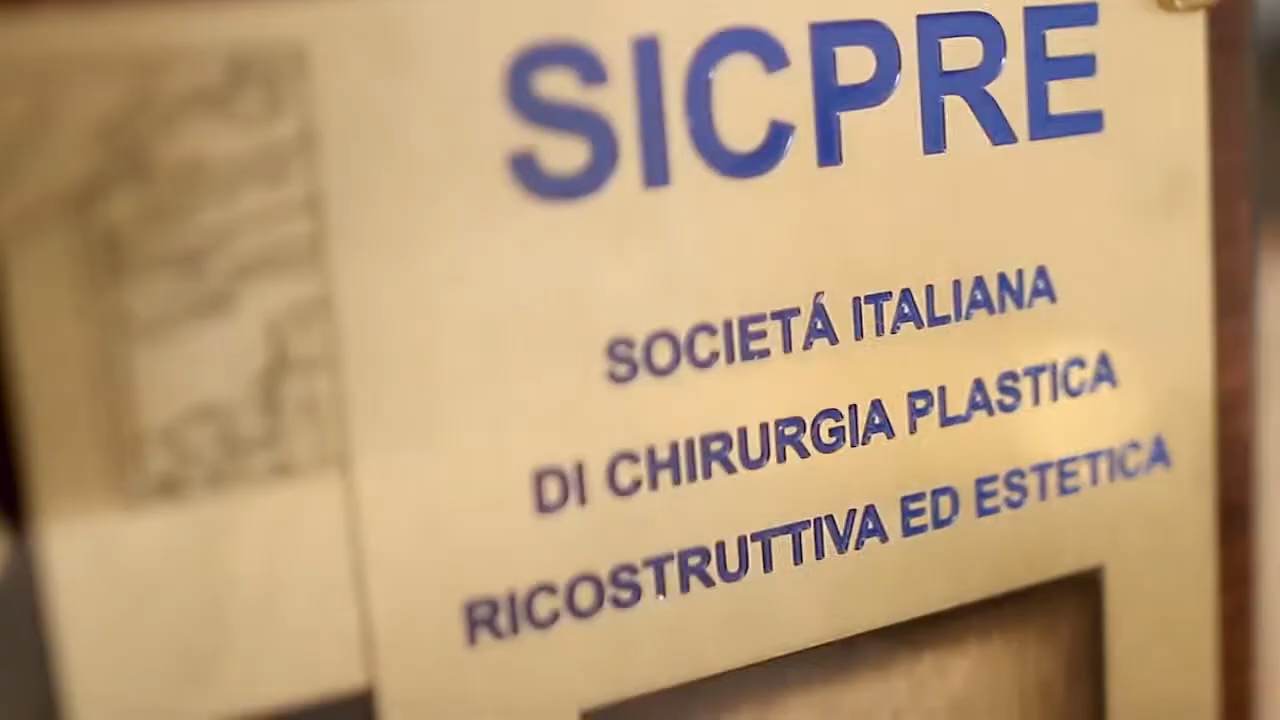 SICPRE
SOCIETÁ ITALIANA
DI CHIRURGIA PLASTICA
RICOSTRUTTIVA ED ESTETICA